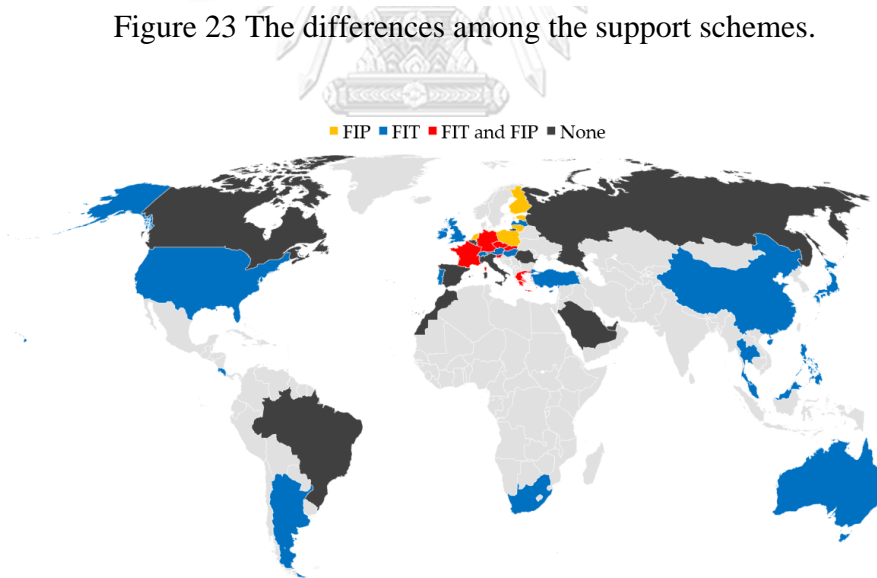 Figure 23 The differences among the support schemes.
FIP FIT FIT and FIP None